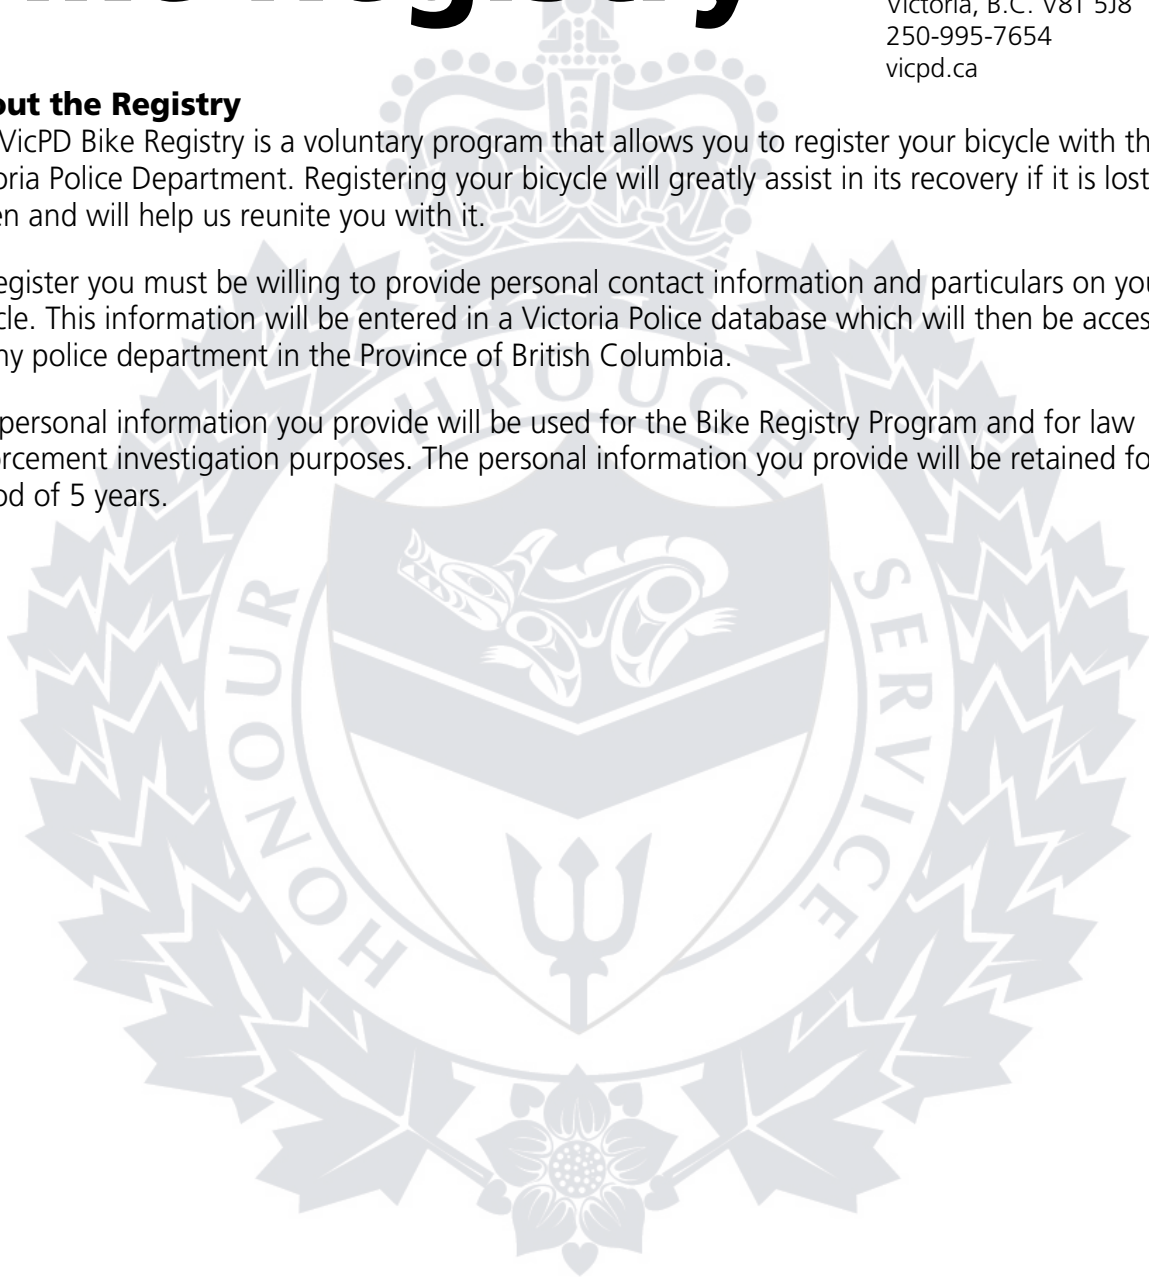 Registry
Victoria, B.C. V8T 5J8
250-995-7654
vicpd.ca
out the Registry
VicPD Bike Registry is a voluntary program that allows you to register your bicycle with th
oria Police Department. Registering your bicycle will greatly assist in its recovery if it is lost
en and will help us reunite you with it.
egister you must be willing to provide personal contact information and particulars on you
cle. This information will be entered in a Victoria Police database which will then be acces
ny police department in the Province of British Columbia.
personal information you provide will be used for the Bike Registry Program and for law
orcement investigation purposes. The personal information you provide will be retained fo
od of 5 years.
HONOUR THROUGH SERVICE